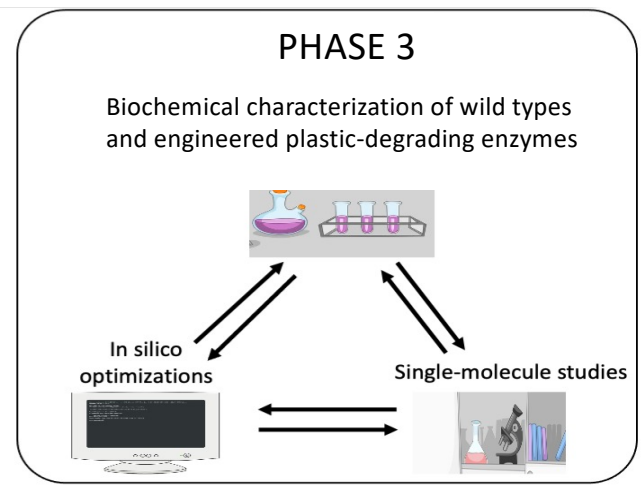 PHASE 3
Biochemical characterization of wild types
and engineered plastic-degrading enzymes
In silico
optimizations
Single-molecule studies